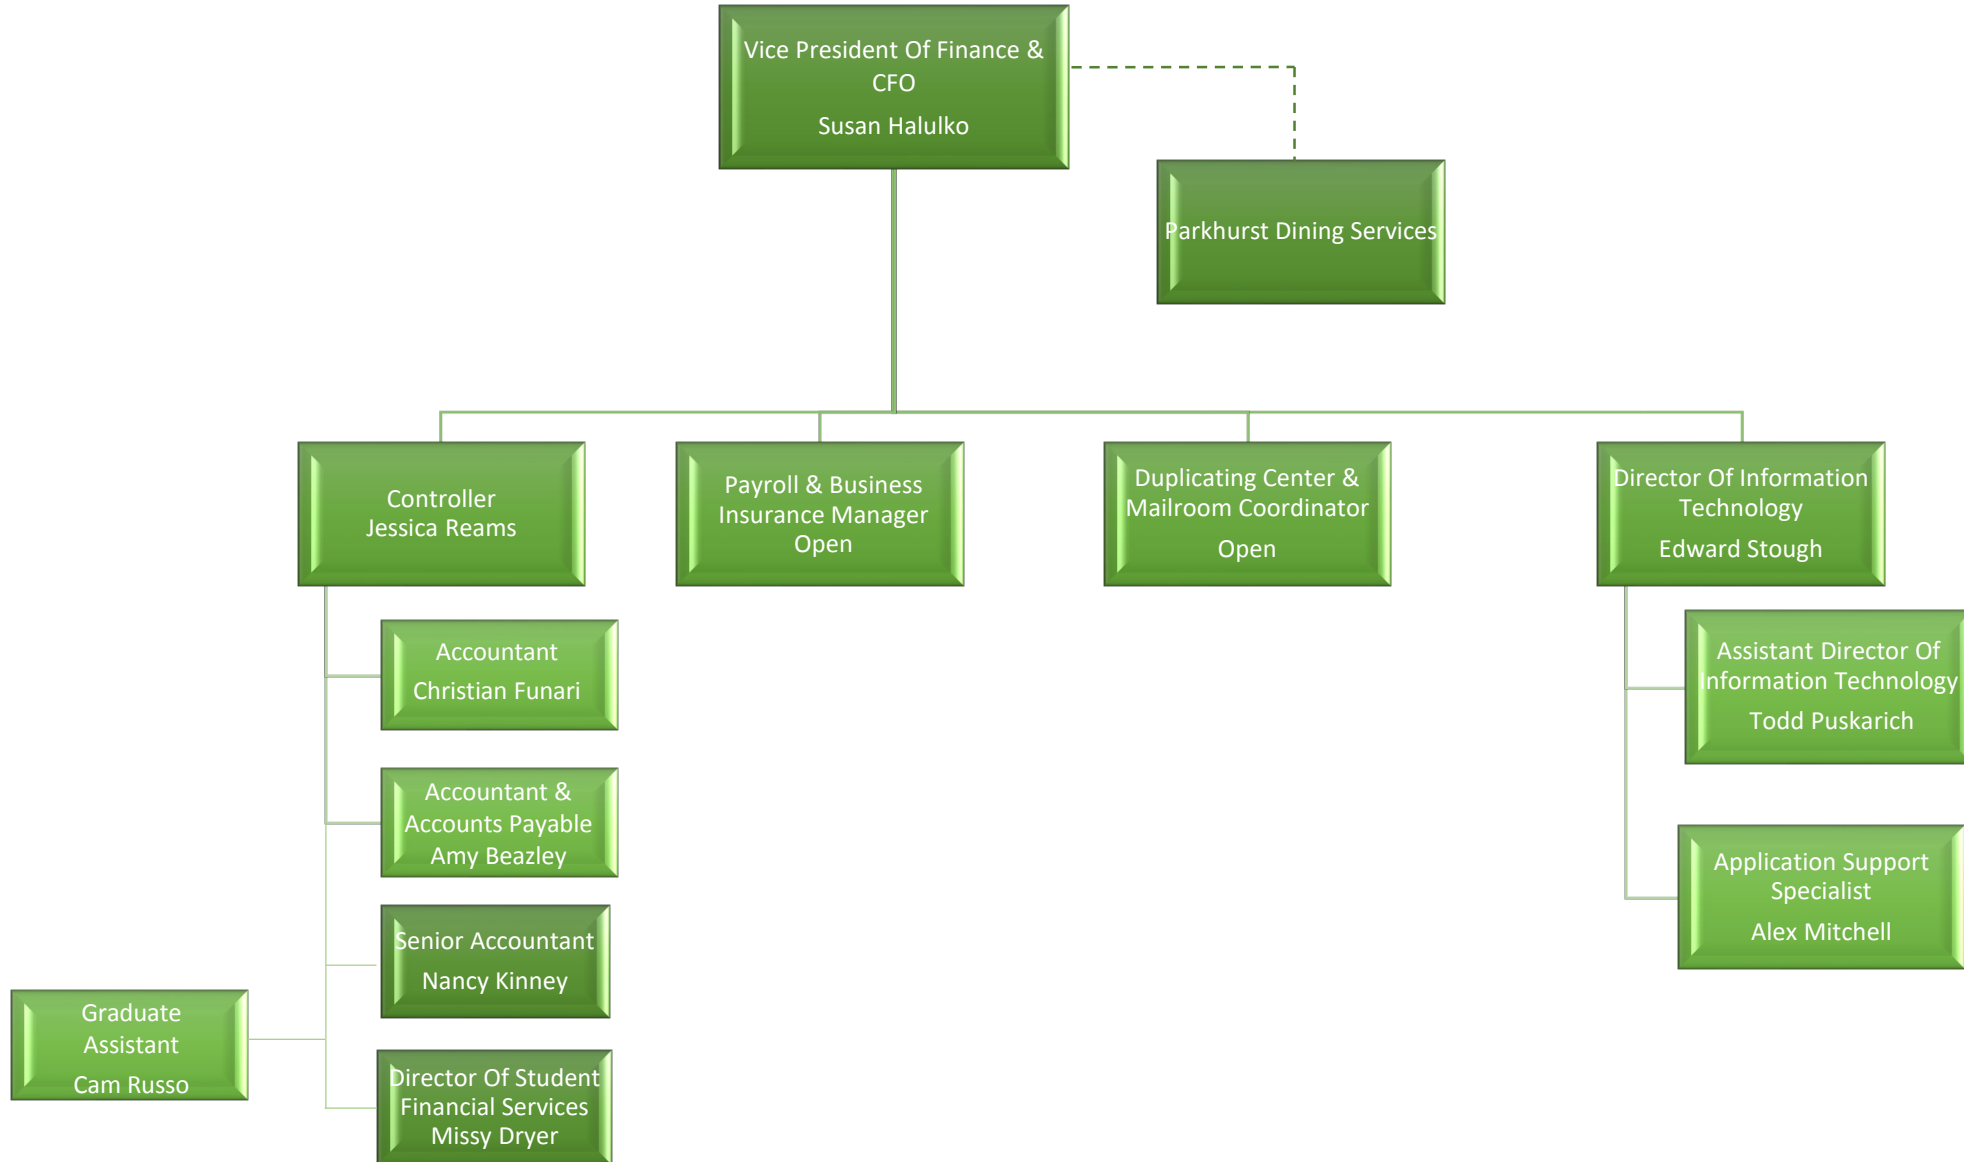 Vice President Of Finance &
CFO
Susan Halulko
Parkhurst Dining Services
Controller
Jessica Reams
Payroll & Business
Insurance Manager
Open
Duplicating Center &
Mailroom Coordinator
Open
Director Of Information
Technology
Edward Stough
Accountant
Christian Funari
Accountant &
Accounts Payable
Amy Beazley
Senior Accountant
Nancy Kinney
Graduate
Assistant
Cam Russo
Director Of Student
Financial Services
Missy Dryer
Assistant Director Of
Information Technology
Todd Puskarich
Application Support
Specialist
Alex Mitchell